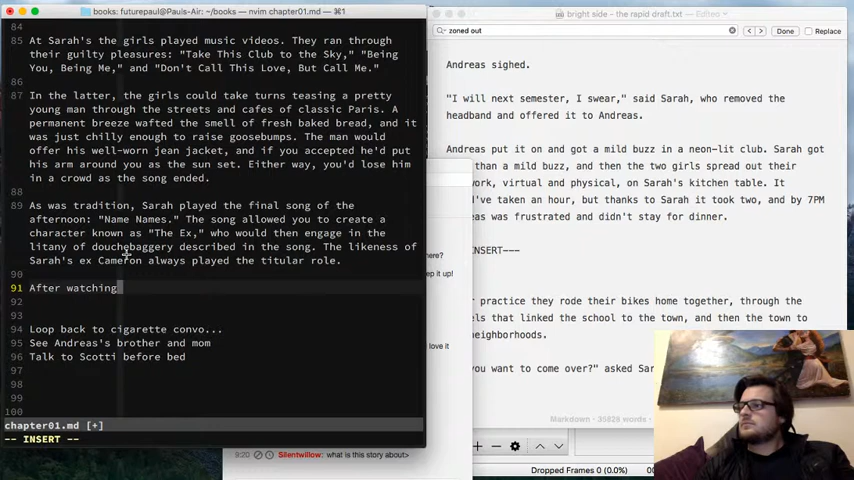 books: futurepaul@Pauls-Air: ~/books — nvim chapter01.md — ⌘1
84
85 At Sarah's the girls played music videos. They ran through
their guilty pleasures: "Take This Club to the Sky," "Being
You, Being Me," and "Don't Call This Love, But Call Me."
86
87 In the latter, the girls could take turns teasing a pretty
young man through the streets and cafes of classic Paris. A
permanent breeze wafted the smell of fresh baked bread, and it
was just chilly enough to raise goosebumps. The man would
offer his well-worn jean jacket, and if you accepted he'd put
his arm around you as the sun set. Either way, you'd lose him
in a crowd as the song ended.
88
89 As was tradition, Sarah played the final song of the
afternoon: "Name Names." The song allowed you to create a
character known as "The Ex," who would then engage in the
litany of douchebaggery described in the song. The likeness of
Sarah's ex Cameron always played the titular role.
90
91 After watching
92
93
94 Loop back to cigarette convo...
95 See Andreas's brother and mom
96 Talk to Scotti before bed
97
98
99
100
chapter01.md [+]
-- INSERT --
bright side - the rapid draft.txt — Edited
zoned out
Done
Replace
Andreas sighed.
"I will next semester, I swear," said Sarah, who removed the
headband and offered it to Andreas.
Andreas put it on and got a mild buzz in a neon-lit club. Sarah got
than a mild buzz, and then the two girls spread out their
work, virtual and physical, on Sarah's kitchen table. It
've taken an hour, but thanks to Sarah it took two, and by 7PM
reas was frustrated and didn't stay for dinner.
INSERT---
r practice they rode their bikes home together, through the
els that linked the school to the town, and then the town to
neighborhoods.
you want to come over?" asked Sar
Markdown
words
here?
ep it up!
love it
9:20 Silentwillow: what is this story about>
Dropped Frames 0 (0.0%)